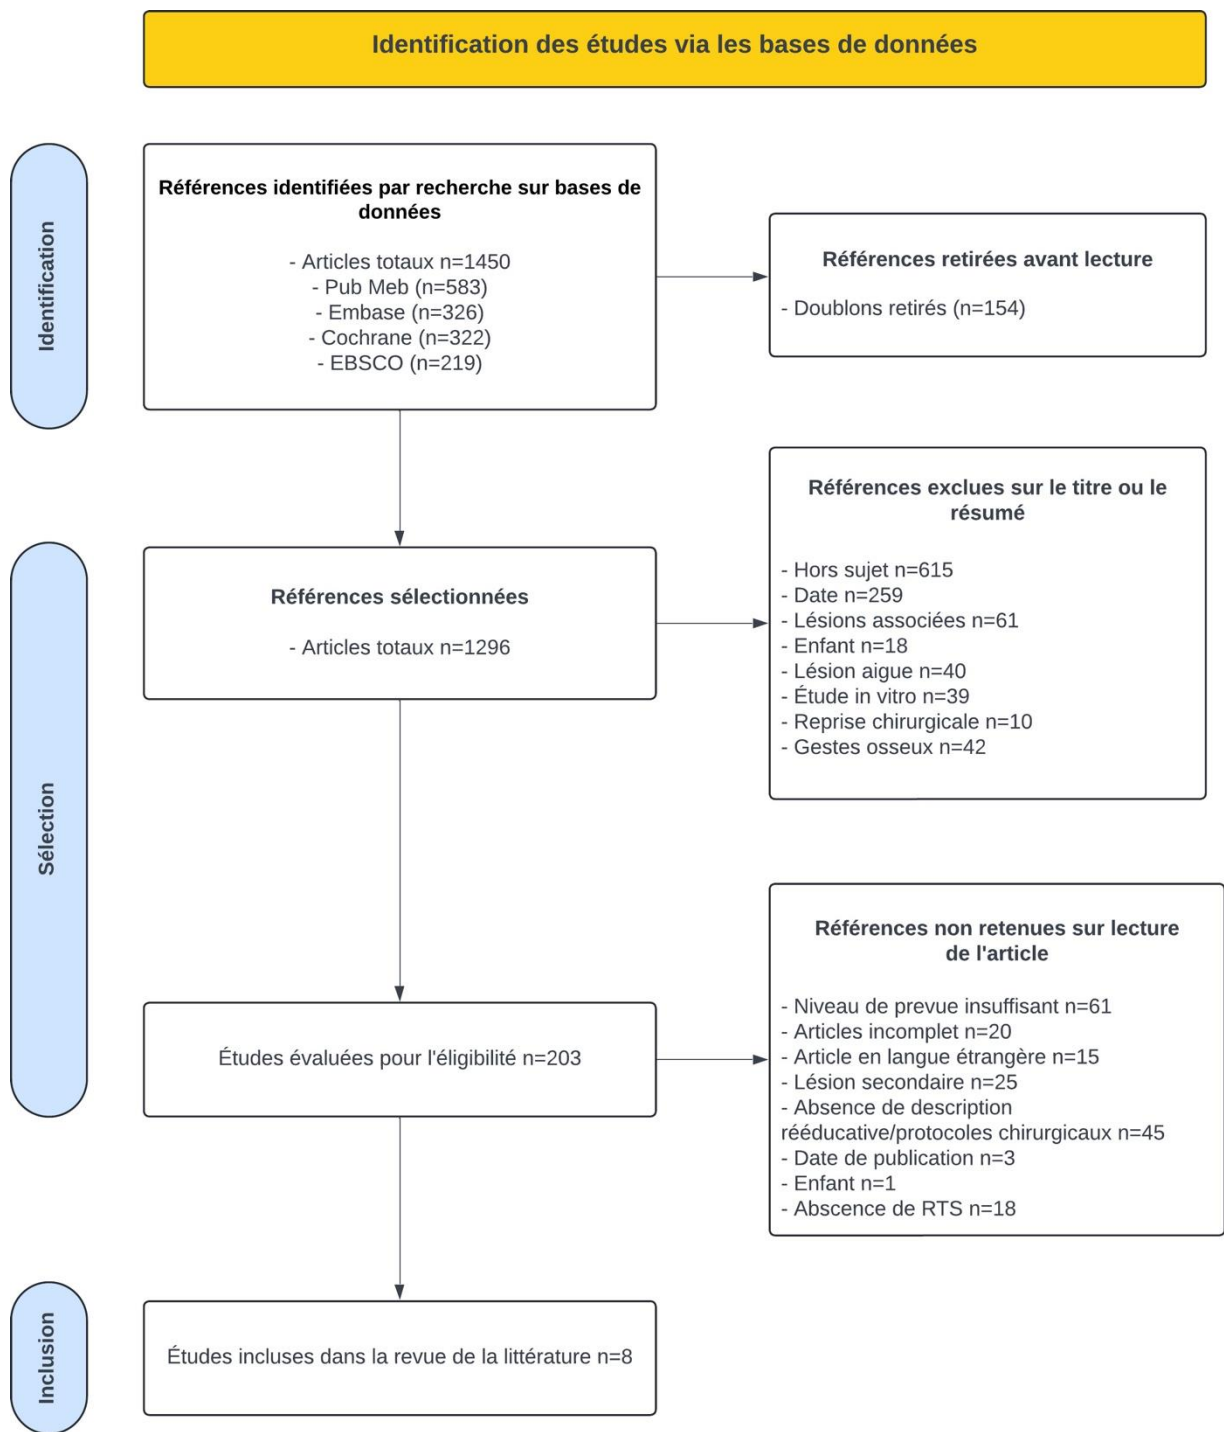 Identification des études via les bases de données
Identification
Références identifiées par recherche sur bases de
données
- Articles totaux n=1450
- Pub Meb (n=583)
- Embase (n=326)
- Cochrane (n=322)
- EBSCO (n=219)
Références retirées avant lecture
- Doublons retirés (n=154)
Sélection
Références sélectionnées
- Articles totaux n=1296
Références exclues sur le titre ou le
résumé
- Hors sujet n=615
- Date n=259
- Lésions associées n=61
- Enfant n=18
- Lésion aigue n=40
- Étude in vitro n=39
- Reprise chirurgicale n=10
- Gestes osseux n=42
Études évaluées pour l'éligibilité n=203
Références non retenues sur lecture
de l'article
- Niveau de prevue insuffisant n=61
- Articles incomplet n=20
- Article en langue étrangère n=15
- Lésion secondaire n=25
- Absence de description
rééducative/protocoles chirurgicaux n=45
- Date de publication n=3
- Enfant n=1
- Abscence de RTS n=18
Inclusion
Études incluses dans la revue de la littérature n=8